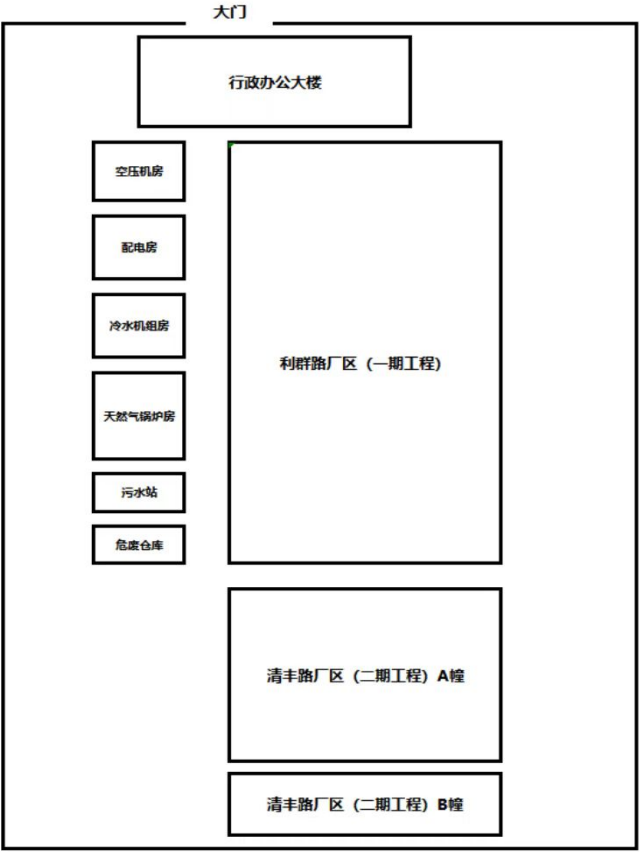 大门
行政办公大楼
空压机房
配电房
冷水机组房
利群路厂区（一期工程）
天然气锅炉房
污水站
危废仓库
清丰路厂区（二期工程）A幢
清丰路厂区（二期工程）B幢